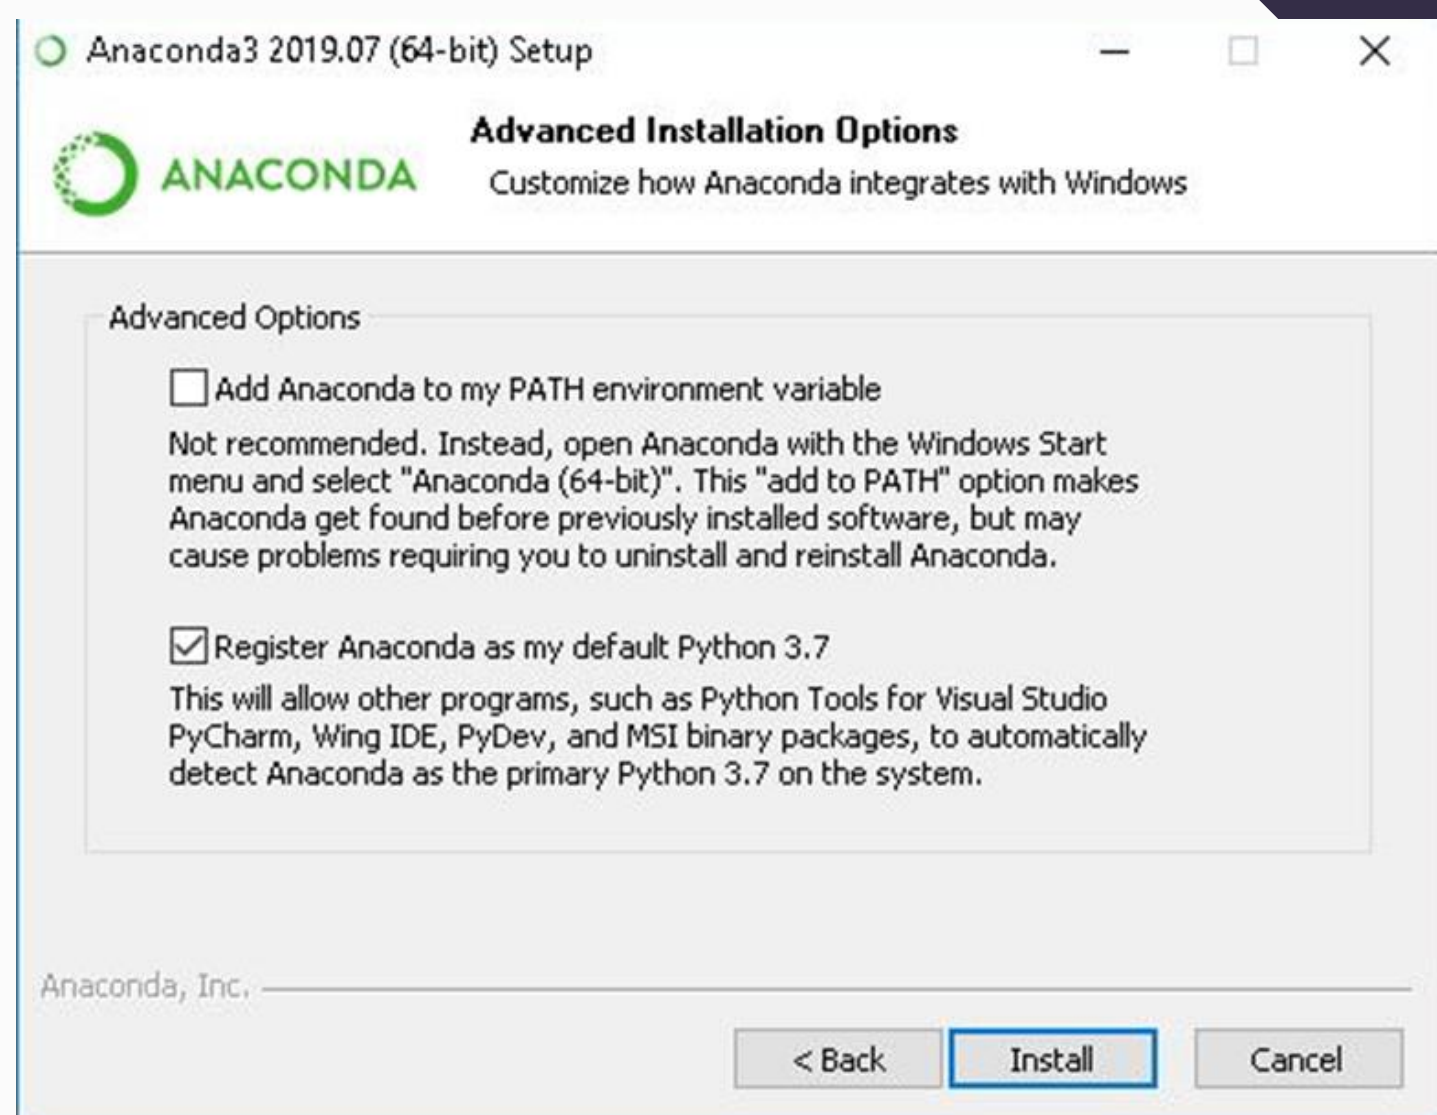 Anaconda3 2019.07 (64-bit) Setup
ANACONDA
Advanced Installation Options
Customize how Anaconda integrates with Windows
Advanced Options
Add Anaconda to my PATH environment variable
Not recommended. Instead, open Anaconda with the Windows Start
menu and select "Anaconda (64-bit)". This "add to PATH" option makes
Anaconda get found before previously installed software, but may
cause problems requiring you to uninstall and reinstall Anaconda.
Register Anaconda as my default Python 3.7
This will allow other programs, such as Python Tools for Visual Studio
PyCharm, Wing IDE, PyDev, and MSI binary packages, to automatically
detect Anaconda as the primary Python 3.7 on the system.
Anaconda, Inc.
< Back Install Cancel